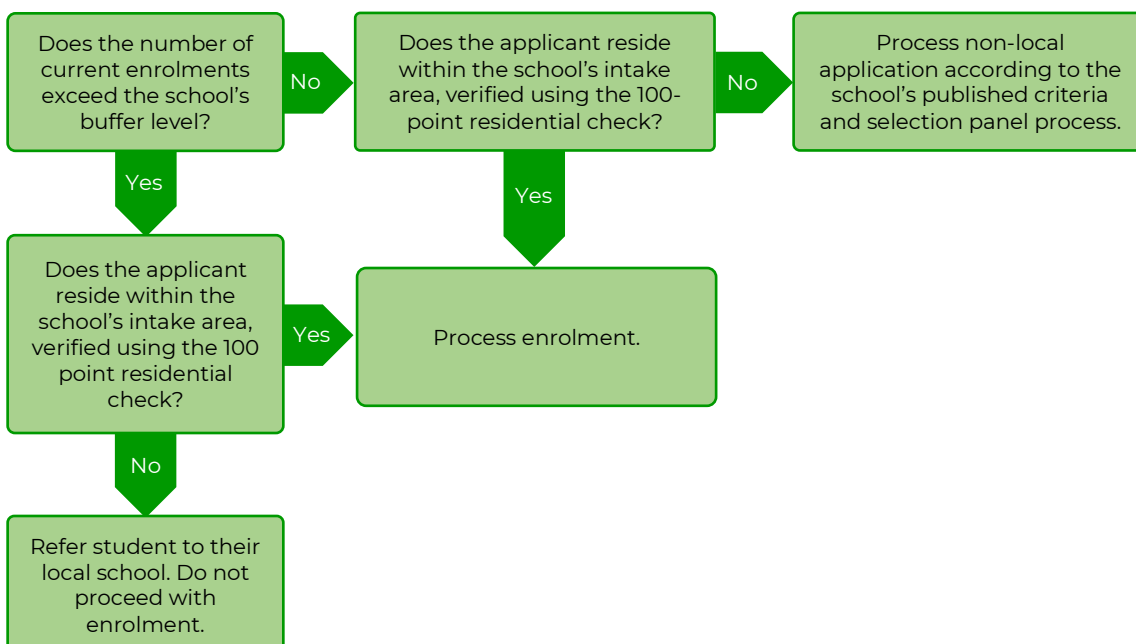 Does the number of
current enrolments
exceed the school’s
buffer level?
No
Does the applicant reside
within the school’s intake
area, verified using the 100-
point residential check?
No
Process non-local
application according to the
school’s published criteria
and selection panel process.
Yes
Yes
Does the applicant
reside within the
school’s intake area,
verified using the 100
point residential
check?
Yes
Process enrolment.
No
Refer student to their
local school. Do not
proceed with
enrolment.